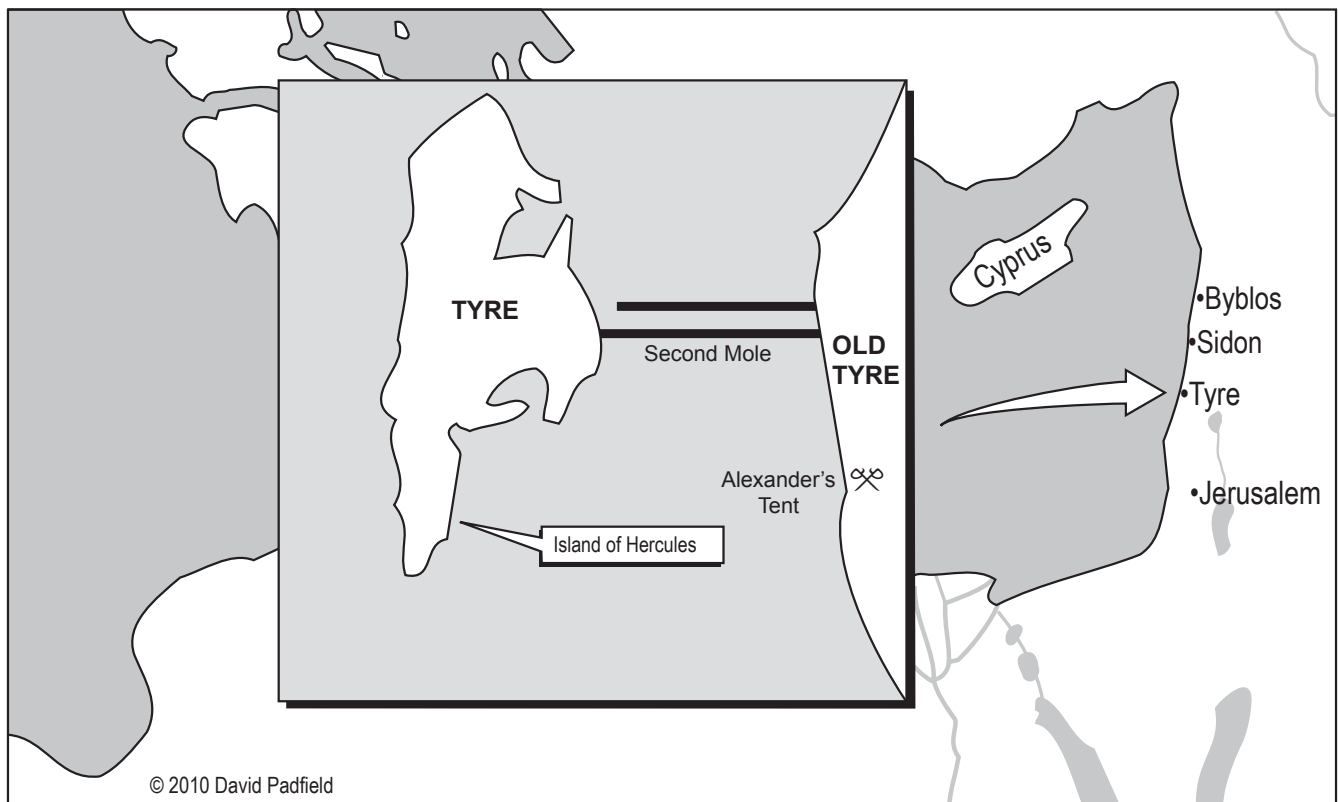 TYRE
Second Mole
OLD
TYRE
Alexander's
Tent
Island of Hercules
Cyprus
•Byblos
•Sidon
•Tyre
•Jerusalem
© 2010 David Padfield